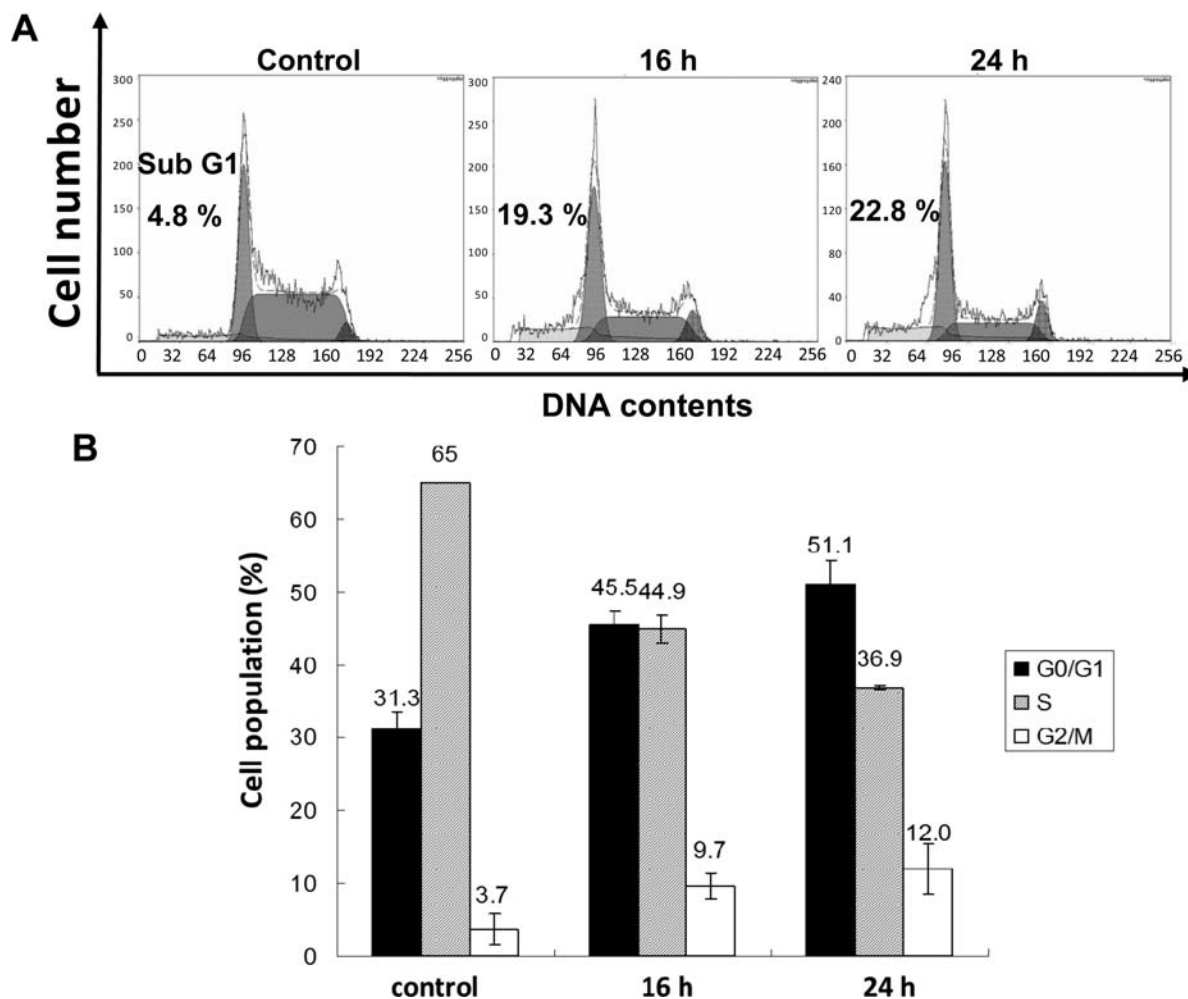 A
Control
16 h
24 h
Cell number
300
250
200
150
100
50
0
Sub G1
4.8 %
0 32 64 96 128 160 192 224 256
300
250
200
150
100
50
0
19.3 %
0 32 64 96 128 160 192 224 256
240
200
160
120
80
40
0
22.8 %
0 32 64 96 128 160 192 224 256
DNA contents
B
Cell population (%)
70
60
50
40
30
20
10
0
31.3
65
3.7
45.5
44.9
9.7
51.1
36.9
12.0
control
16 h
24 h
G0/G1
S
G2/M